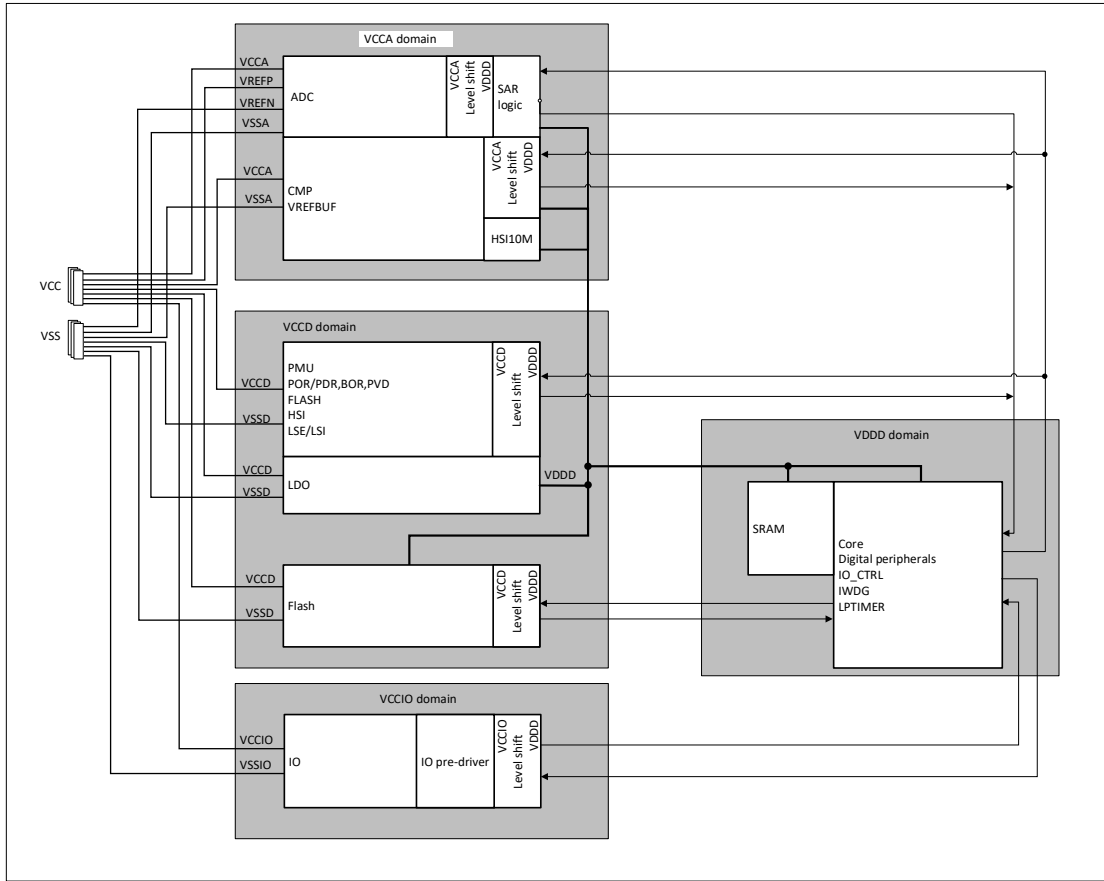 VCCA domain
VCCA
VREFP
VREFN
VSSA
ADC
VCCA
Level shift
VDDD
SAR
logic
VCCA
VSSA
CMP
VREFBUF
VCCA
Level shift
VDDD
HSI10M
VCC
VSS
VCCD domain
VCCD
VSSD
PMU
POR/PDR,BOR,PVD
FLASH
HSI
LSE/LSI
VCCD
Level shift
VDDD
VCCD
VSSD
LDO
VDDD
VCCD
VSSD
Flash
VCCD
Level shift
VDDD
VDDD domain
SRAM
Core
Digital peripherals
IO_CTRL
IWDG
LPTIMER
VCCIO domain
VCCIO
VSSIO
IO
IO pre-driver
VCCIO
Level shift
VDDD